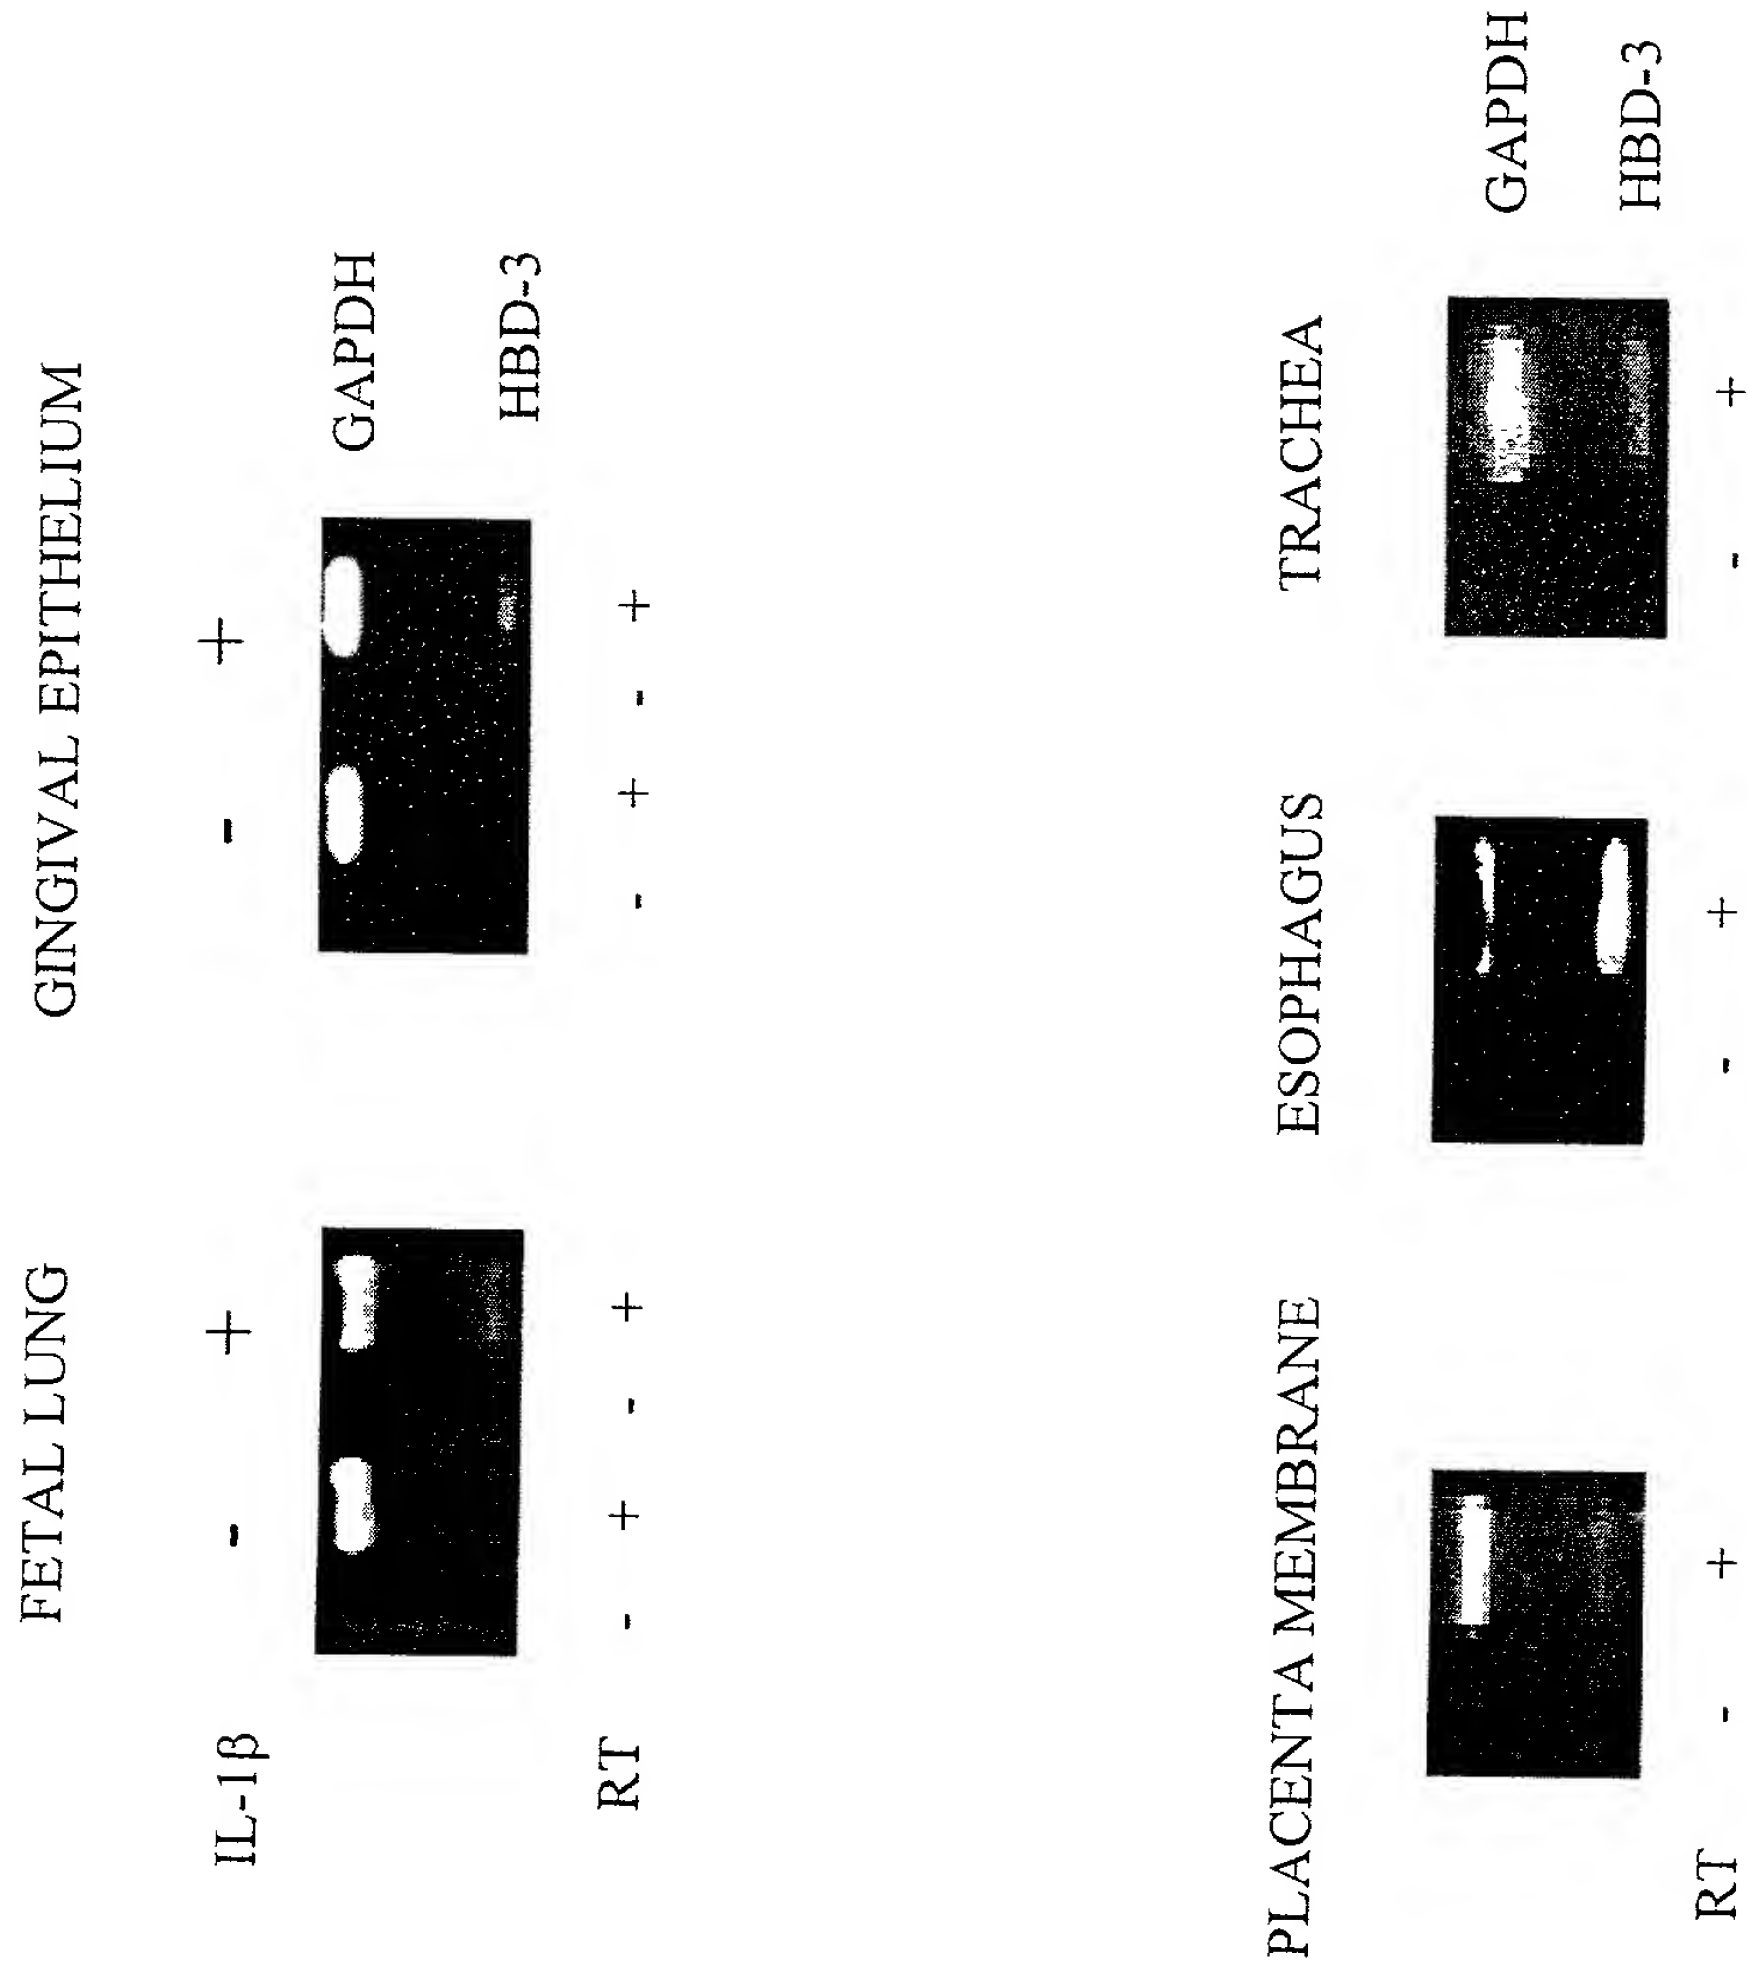 FETAL LUNG GINGIVAL EPITHELIUM
IL-1β - + - +
GAPDH
HBD-3
RT - + - + - + - +
PLACENTA MEMBRANE ESOPHAGUS TRACHEA
GAPDH
HBD-3
RT - + - + - +